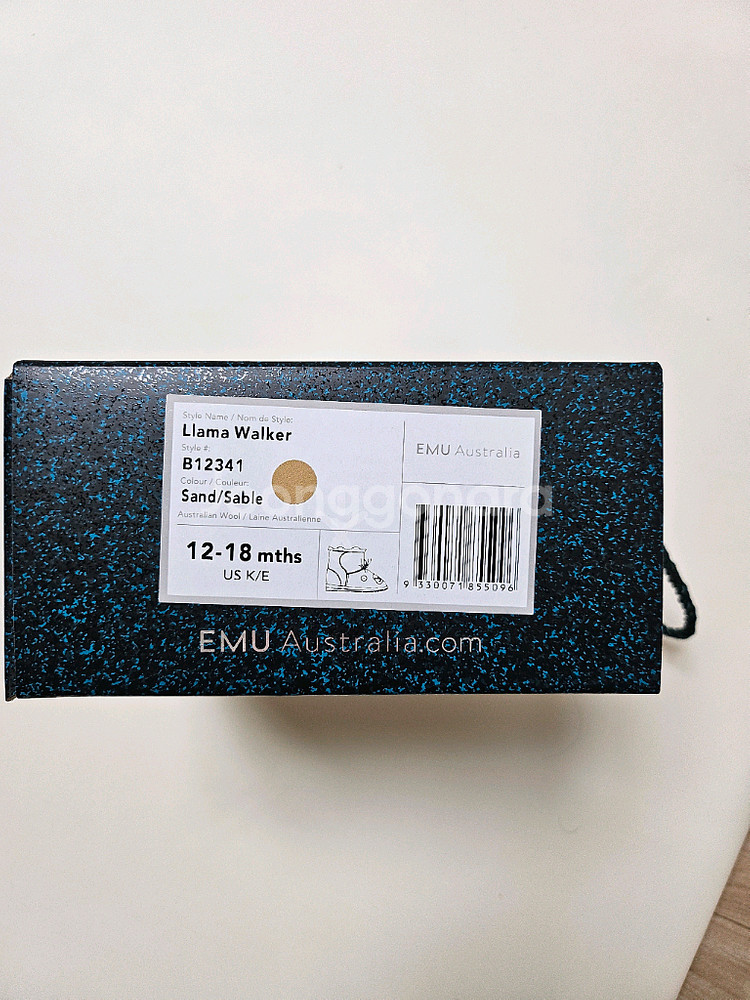 Style Name / Nom de Style:
Llama Walker
Style #:
B12341
Colour / Couleur:
Sand/Sable
Australian Wool / Laine Australienne
12-18 mths
US K/E
EMU Australia
9 330071 855096
EMU Australia.com